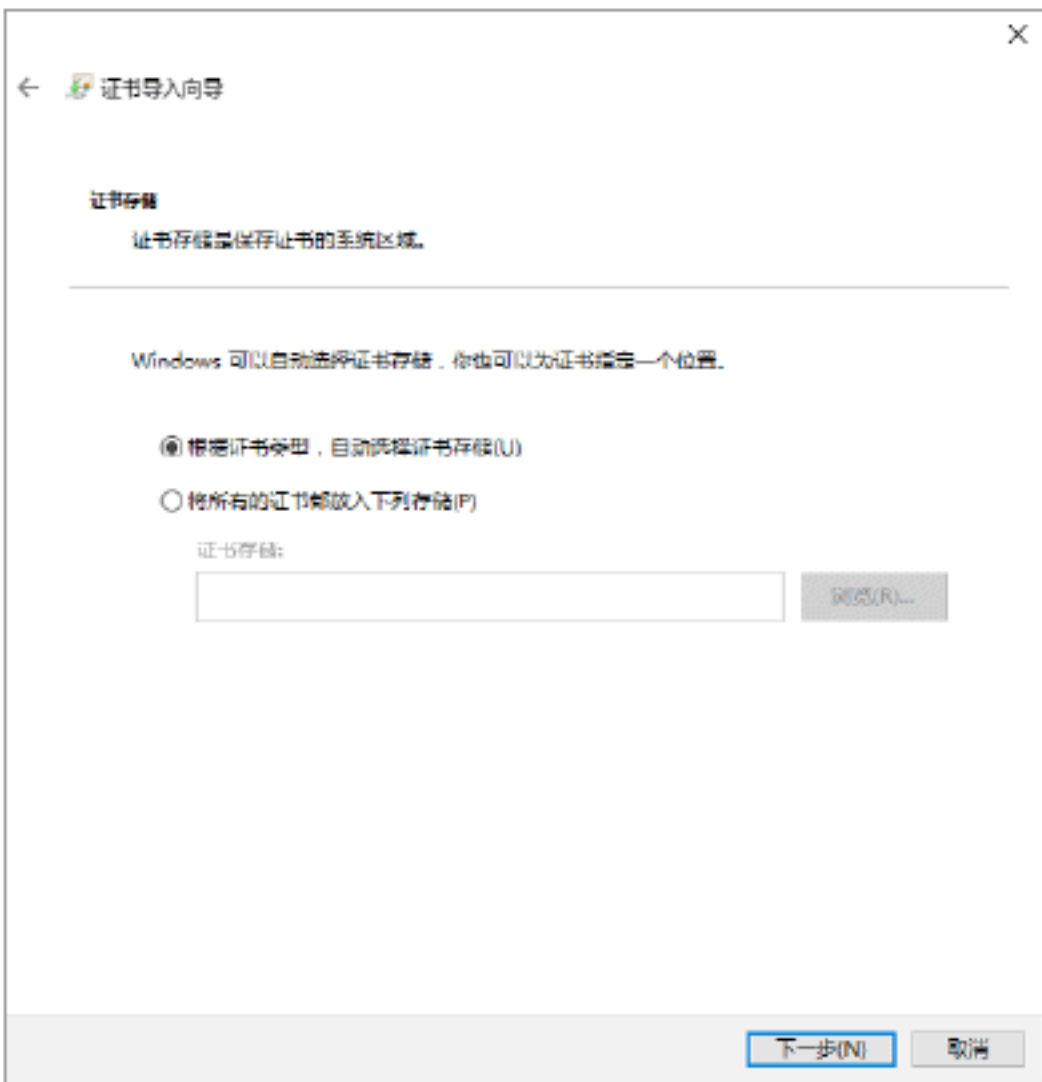 证书导入向导
证书存储
证书存储是保存证书的系统区域。
Windows 可以自动选择证书存储，你也可以为证书指定一个位置。
根据证书类型，自动选择证书存储(U)
将所有的证书都放入下列存储(P)
证书存储:
浏览(R)...
下一步(N)
取消